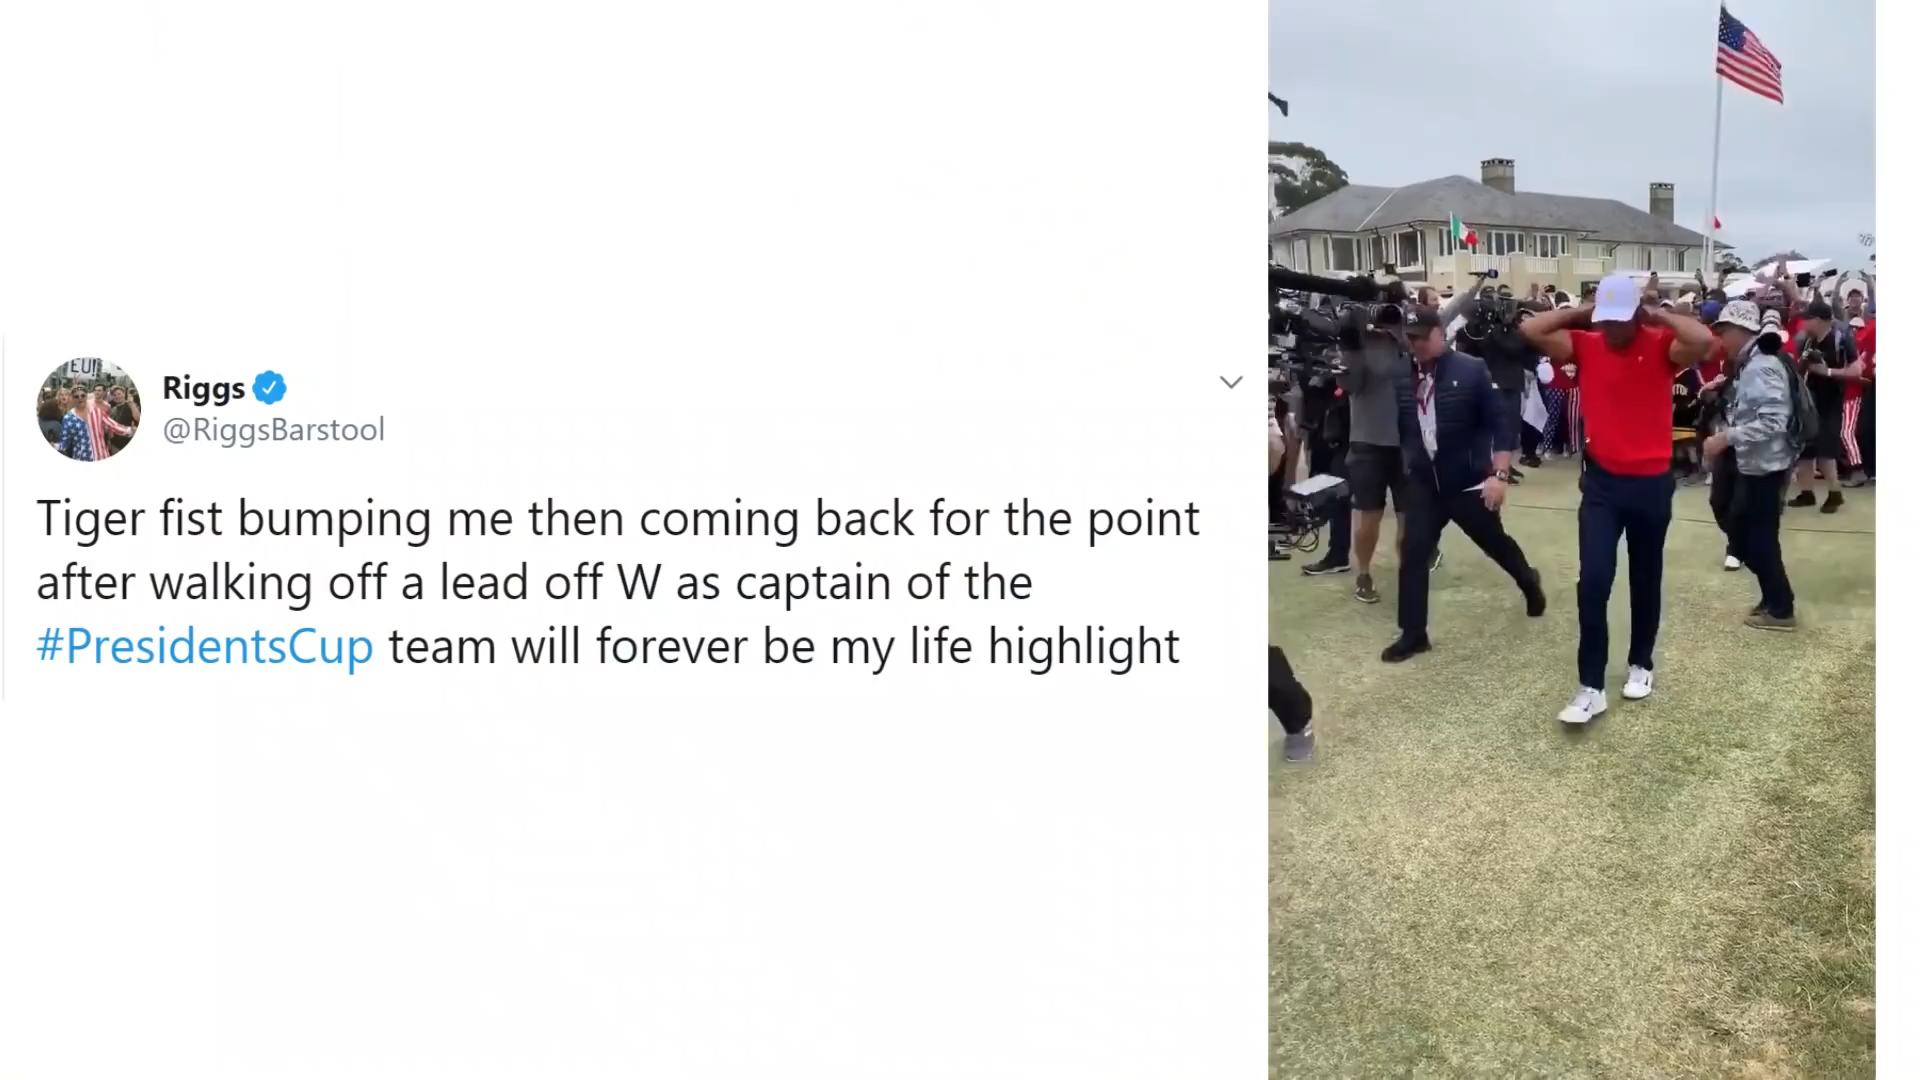 EU!
Riggs
@RiggsBarstool
Tiger fist bumping me then coming back for the point
after walking off a lead off W as captain of the
#PresidentsCup team will forever be my life highlight